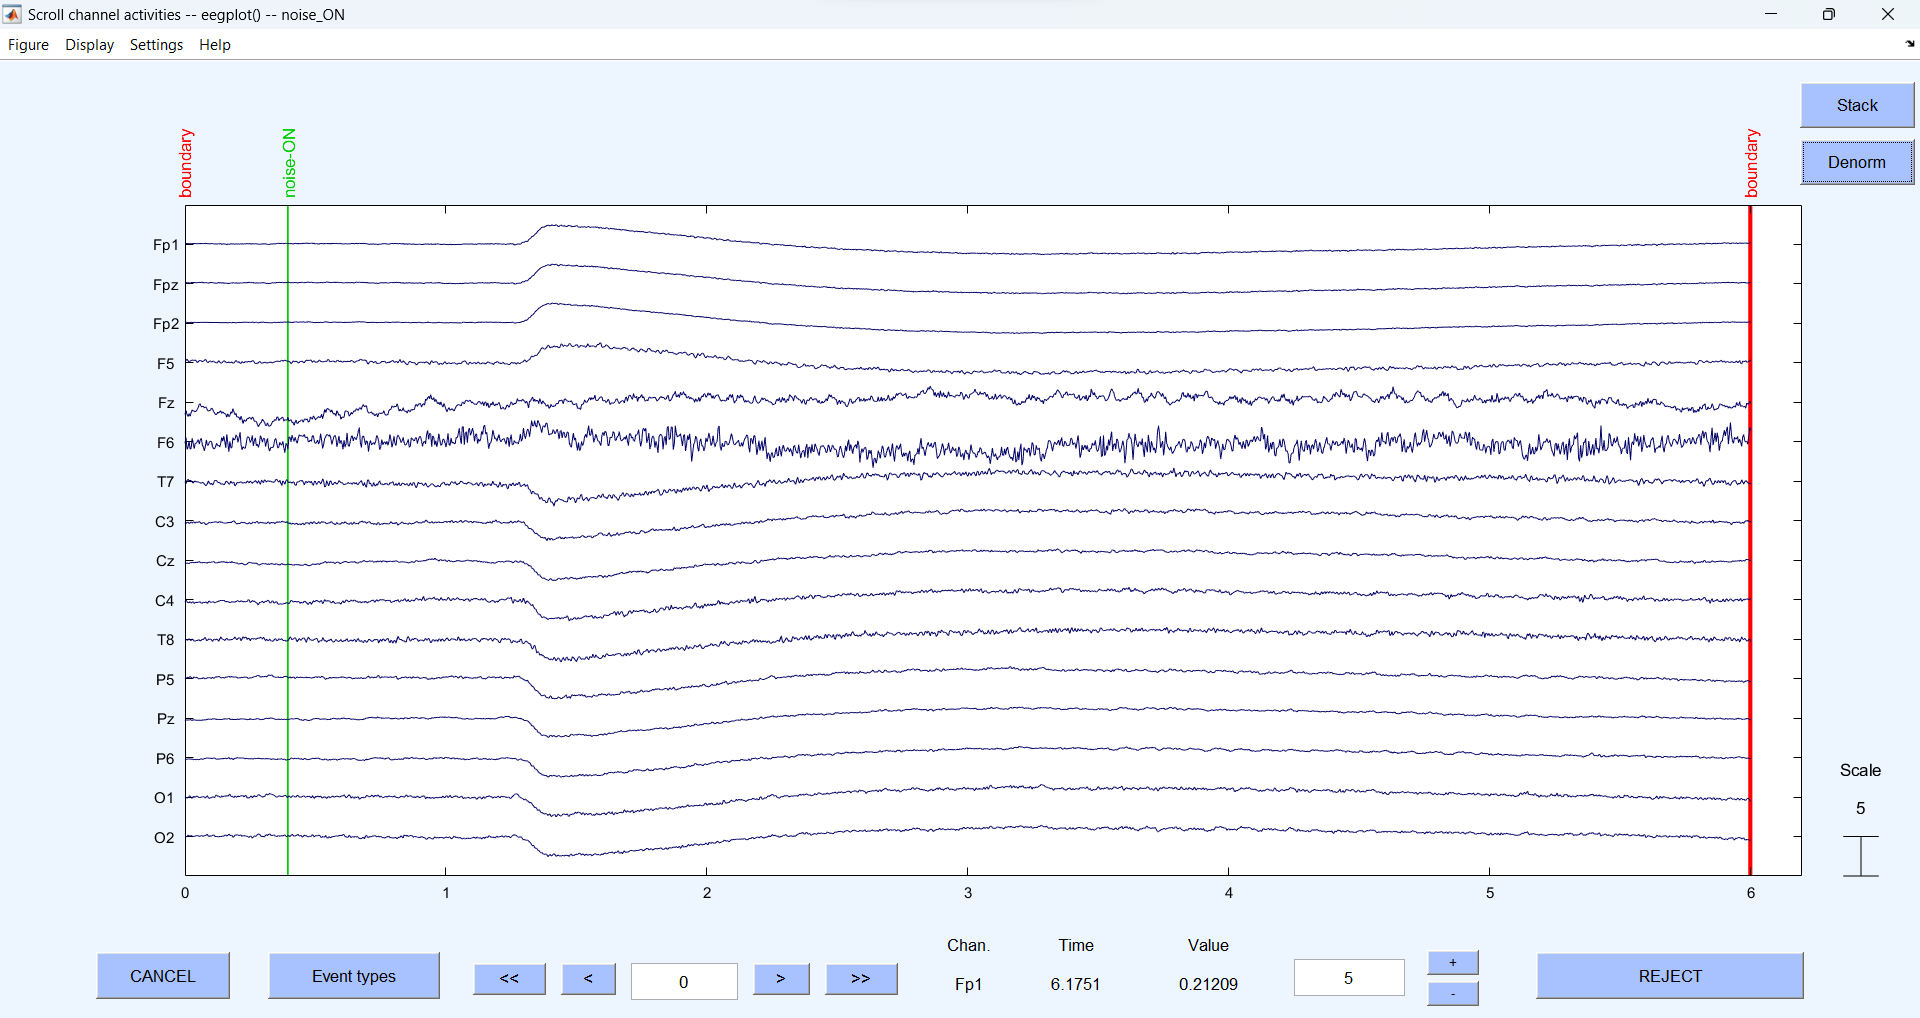 Scroll channel activities -- eegplot() -- noise_ON
Figure Display Settings Help
Stack
Denorm
boundary
noise-ON
boundary
Fp1
Fpz
Fp2
F5
Fz
F6
T7
C3
Cz
C4
T8
P5
Pz
P6
O1
O2
0 1 2 3 4 5 6
Scale
5
Chan. Time Value
Fp1 6.1751 0.21209
CANCEL
Event types
<< < 0 > >>
5
+
-
REJECT